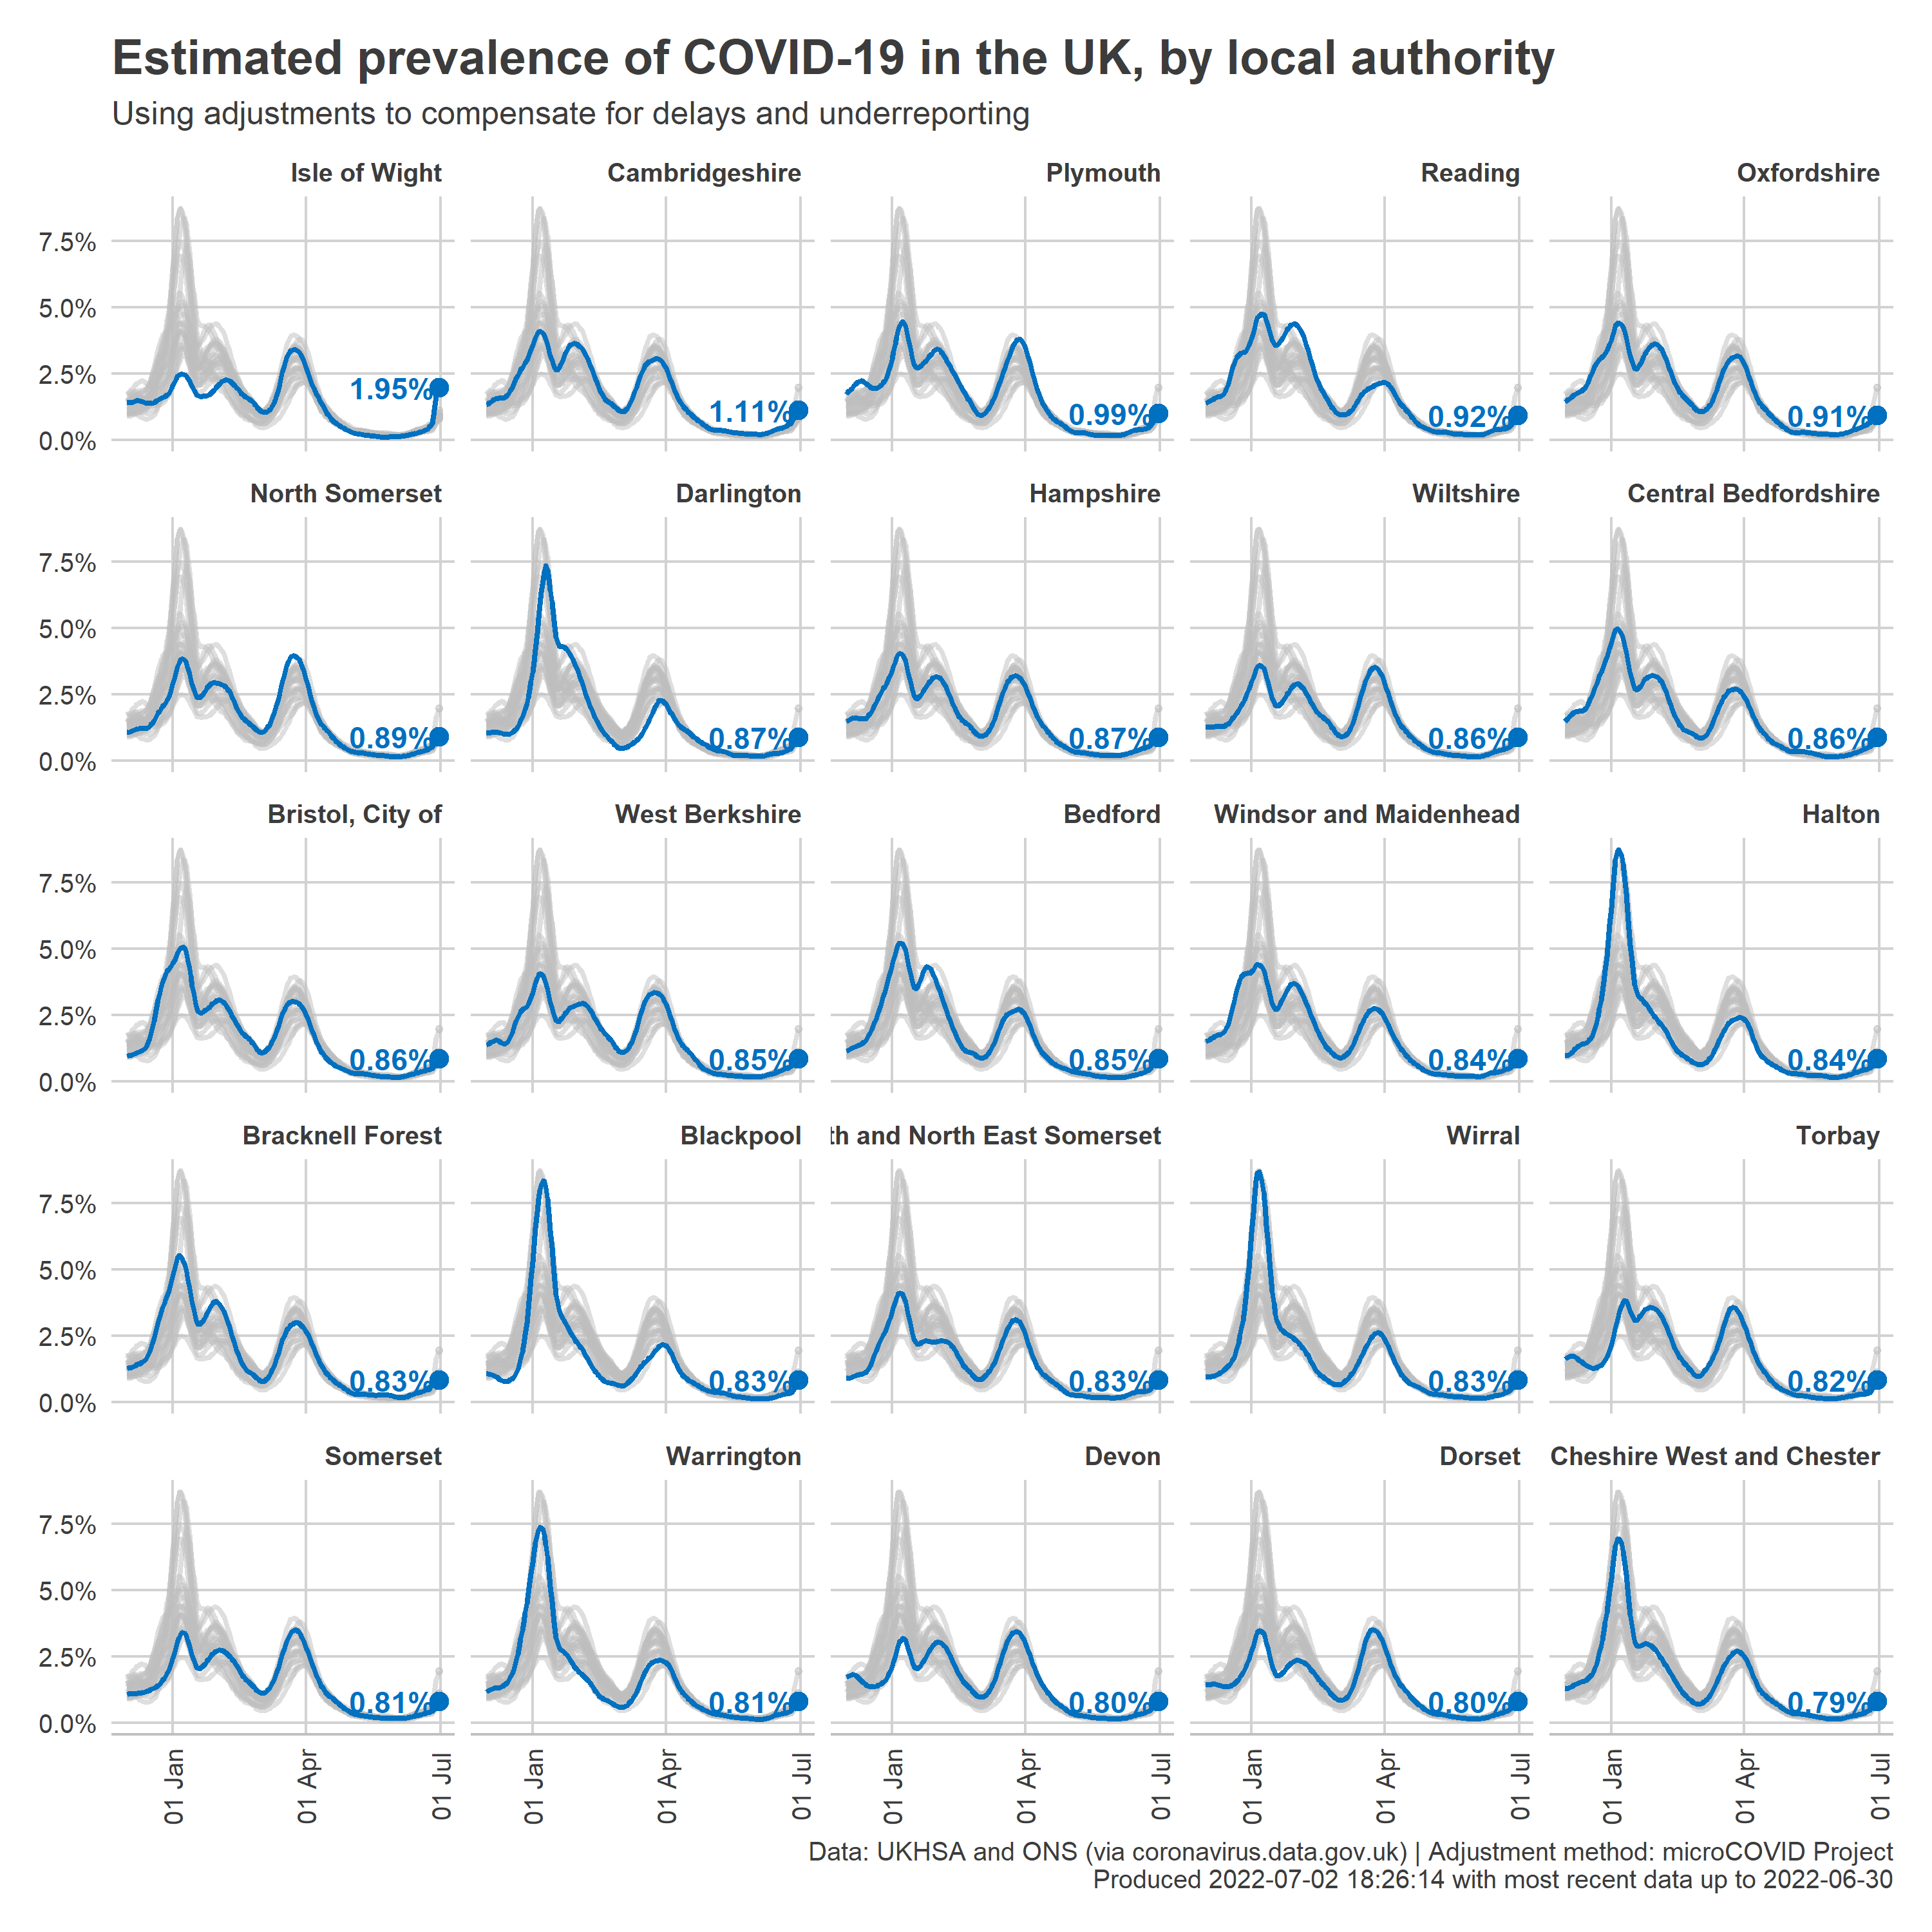 Estimated prevalence of COVID-19 in the UK, by local authority
Using adjustments to compensate for delays and underreporting
Isle of Wight
Cambridgeshire
Plymouth
Reading
Oxfordshire
7.5%
5.0%
2.5%
0.0%
1.95%
1.11%
0.99%
0.92%
0.91%
North Somerset
Darlington
Hampshire
Wiltshire
Central Bedfordshire
7.5%
5.0%
2.5%
0.0%
0.89%
0.87%
0.87%
0.86%
0.86%
Bristol, City of
West Berkshire
Bedford
Windsor and Maidenhead
Halton
7.5%
5.0%
2.5%
0.0%
0.86%
0.85%
0.85%
0.84%
0.84%
Bracknell Forest
Blackpool
th and North East Somerset
Wirral
Torbay
7.5%
5.0%
2.5%
0.0%
0.83%
0.83%
0.83%
0.83%
0.82%
Somerset
Warrington
Devon
Dorset
Cheshire West and Chester
7.5%
5.0%
2.5%
0.0%
0.81%
0.81%
0.80%
0.80%
0.79%
01 Jan
01 Apr
01 Jul
01 Jan
01 Apr
01 Jul
01 Jan
01 Apr
01 Jul
01 Jan
01 Apr
01 Jul
01 Jan
01 Apr
01 Jul
Data: UKHSA and ONS (via coronavirus.data.gov.uk) | Adjustment method: microCOVID Project
Produced 2022-07-02 18:26:14 with most recent data up to 2022-06-30